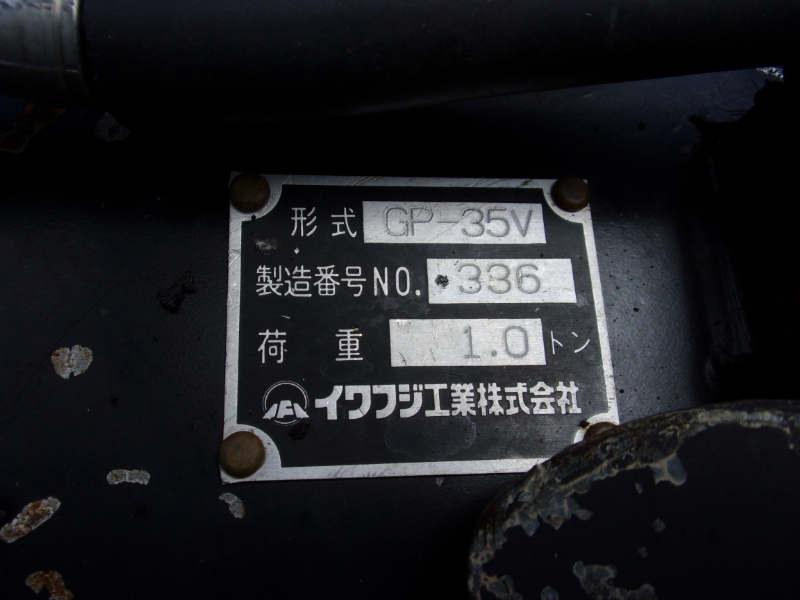 形式 GP-35V
製造番号NO. 336
荷重 1.0 トン
イワフジ工業株式会社